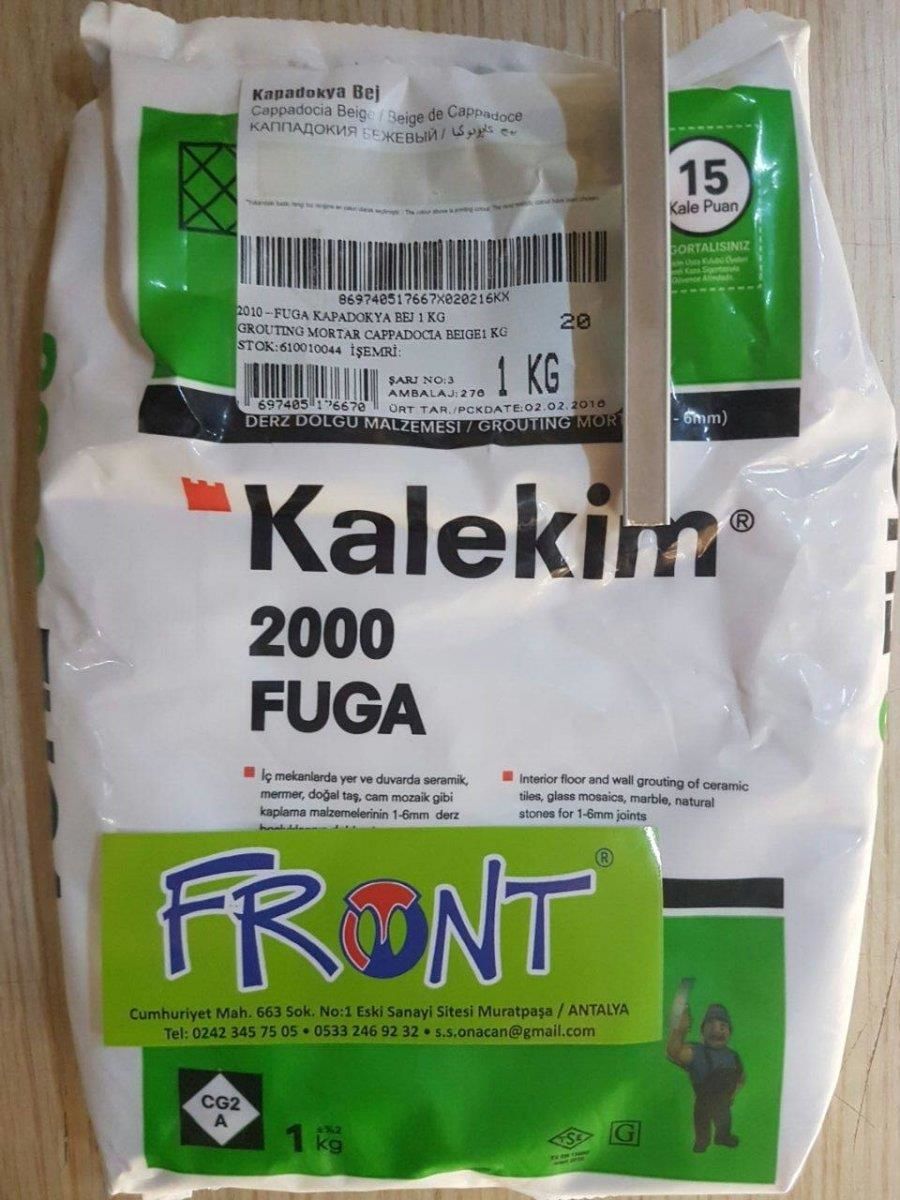 Kapadokya Bej
Cappadocia Beige / Beige de Cappadoce
КАППАДОКИЯ БЕЖЕВЫЙ /
869740517667X020216KX
2010-FUGA KAPADOKYA BEJ 1 KG
20
GROUTING MORTAR CAPPADOCIA BEIGE1 KG
STOK:610010044 İŞEMRİ:
ŞARJ NO:3
1 KG
AMBALAJ:276
697405 176670
ÜRT TAR./PCKDATE:02.02.2016
15
Kale Puan
GORTALISINIZ
DERZ DOLGU MALZEMESİ / GROUTING MOR
- 6mm)
Kalekim®
2000
FUGA
İç mekanlarda yer ve duvarda seramik,
mermer, doğal taş, cam mozaik gibi
kaplama malzemelerinin 1-6mm derz
Interior floor and wall grouting of ceramic
tiles, glass mosaics, marble, natural
stones for 1-6mm joints
FRONT®
Cumhuriyet Mah. 663 Sok. No:1 Eski Sanayi Sitesi Muratpaşa / ANTALYA
Tel: 0242 345 75 05 • 0533 246 92 32 • s.s.onacan@gmail.com
CG2
A
1 ±%2 kg
TSE
G